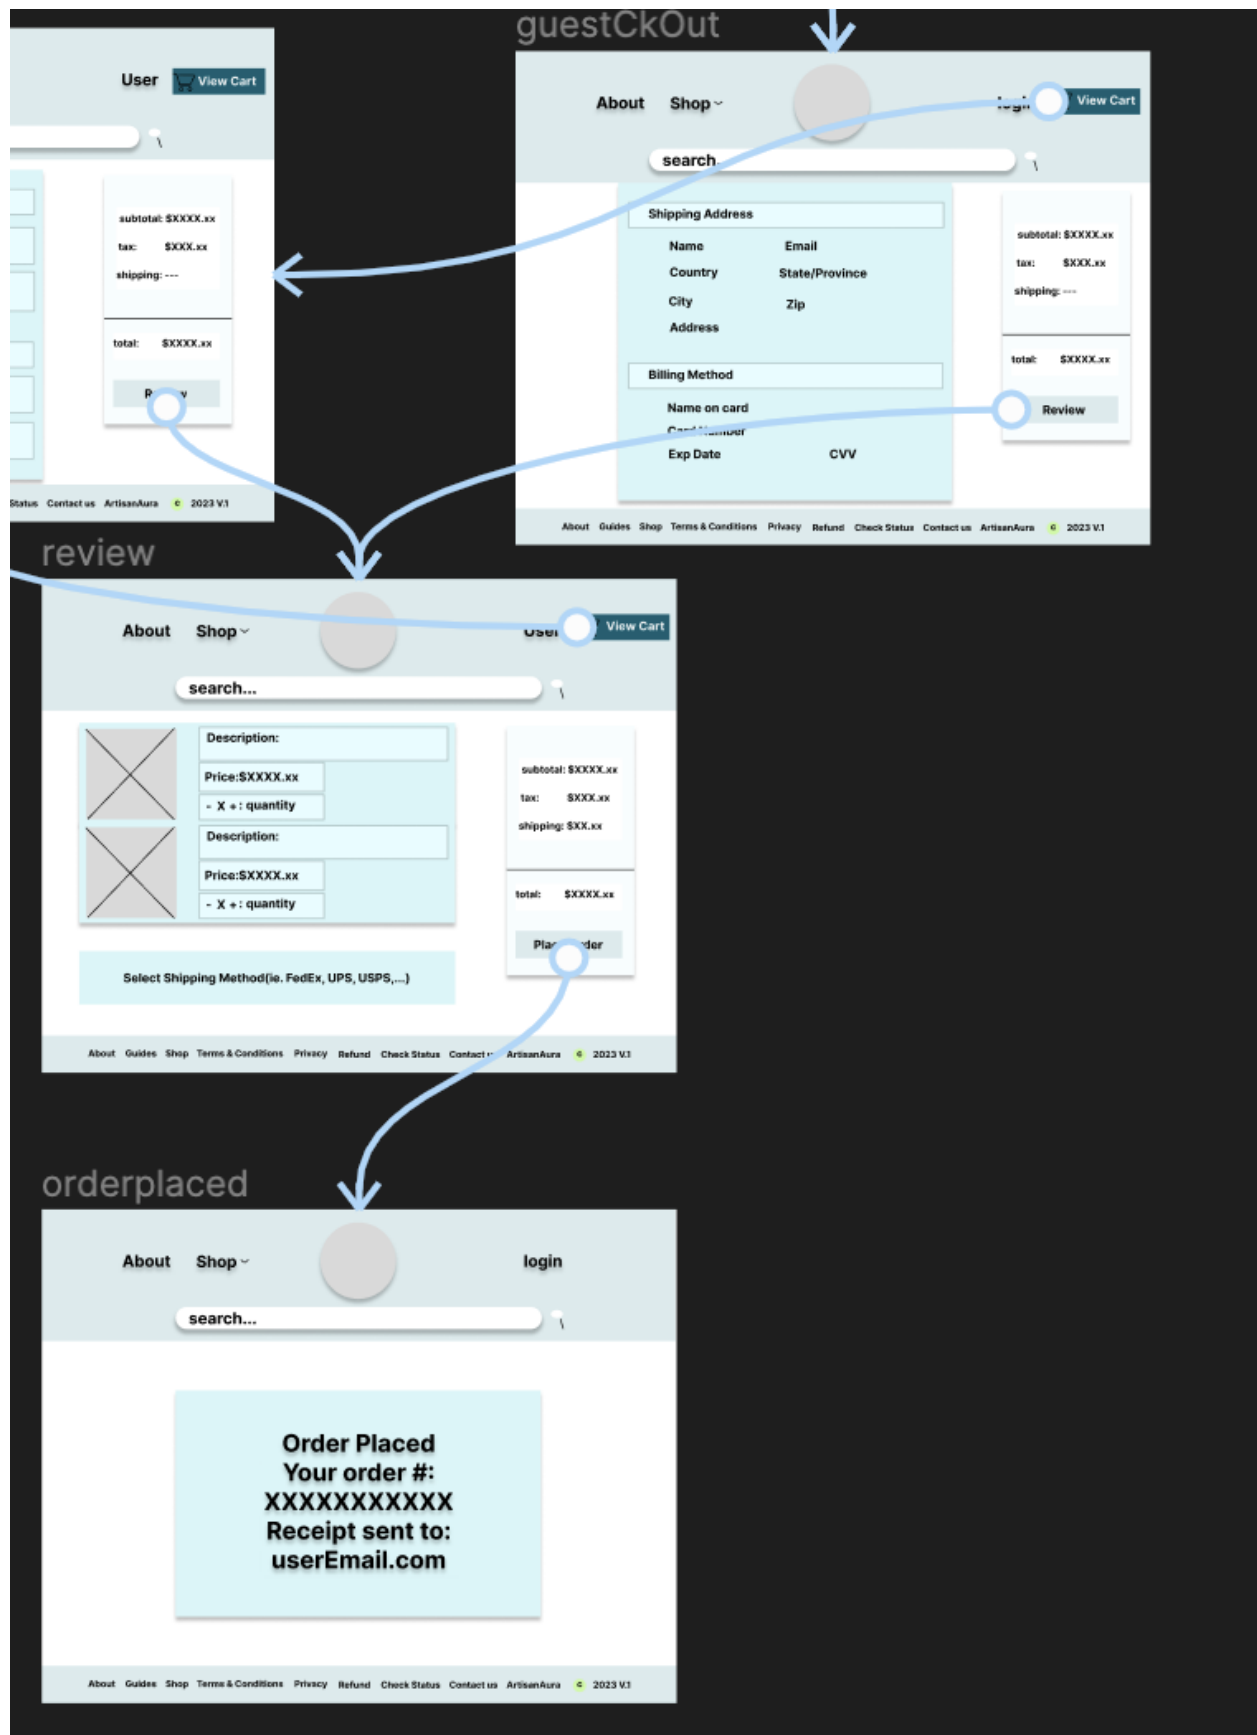 guestCkOut
User View Cart
subtotal: $XXXX.xx
tax: $XXX.xx
shipping: ---
total: $XXXX.xx
Status Contact us ArtisanAura © 2023 V.1
About Shop View Cart
search
Shipping Address
Name Email
Country State/Province
City Zip
Address
Billing Method
Name on card
Card Number
Exp Date CVV
subtotal: $XXXX.xx
tax: $XXX.xx
shipping: ---
total: $XXXX.xx
Review
About Guides Shop Terms & Conditions Privacy Refund Check Status Contact us ArtisanAura © 2023 V.1
review
About Shop User View Cart
search...
Description:
Price:$XXXX.xx
- X + : quantity
Description:
Price:$XXXX.xx
- X + : quantity
Select Shipping Method(ie. FedEx, UPS, USPS,...)
subtotal: $XXXX.xx
tax: $XXX.xx
shipping: $XX.xx
total: $XXXX.xx
Place Order
About Guides Shop Terms & Conditions Privacy Refund Check Status Contact us ArtisanAura © 2023 V.1
orderplaced
About Shop login
search...
Order Placed
Your order #:
XXXXXXXXXXX
Receipt sent to:
userEmail.com
About Guides Shop Terms & Conditions Privacy Refund Check Status Contact us ArtisanAura © 2023 V.1